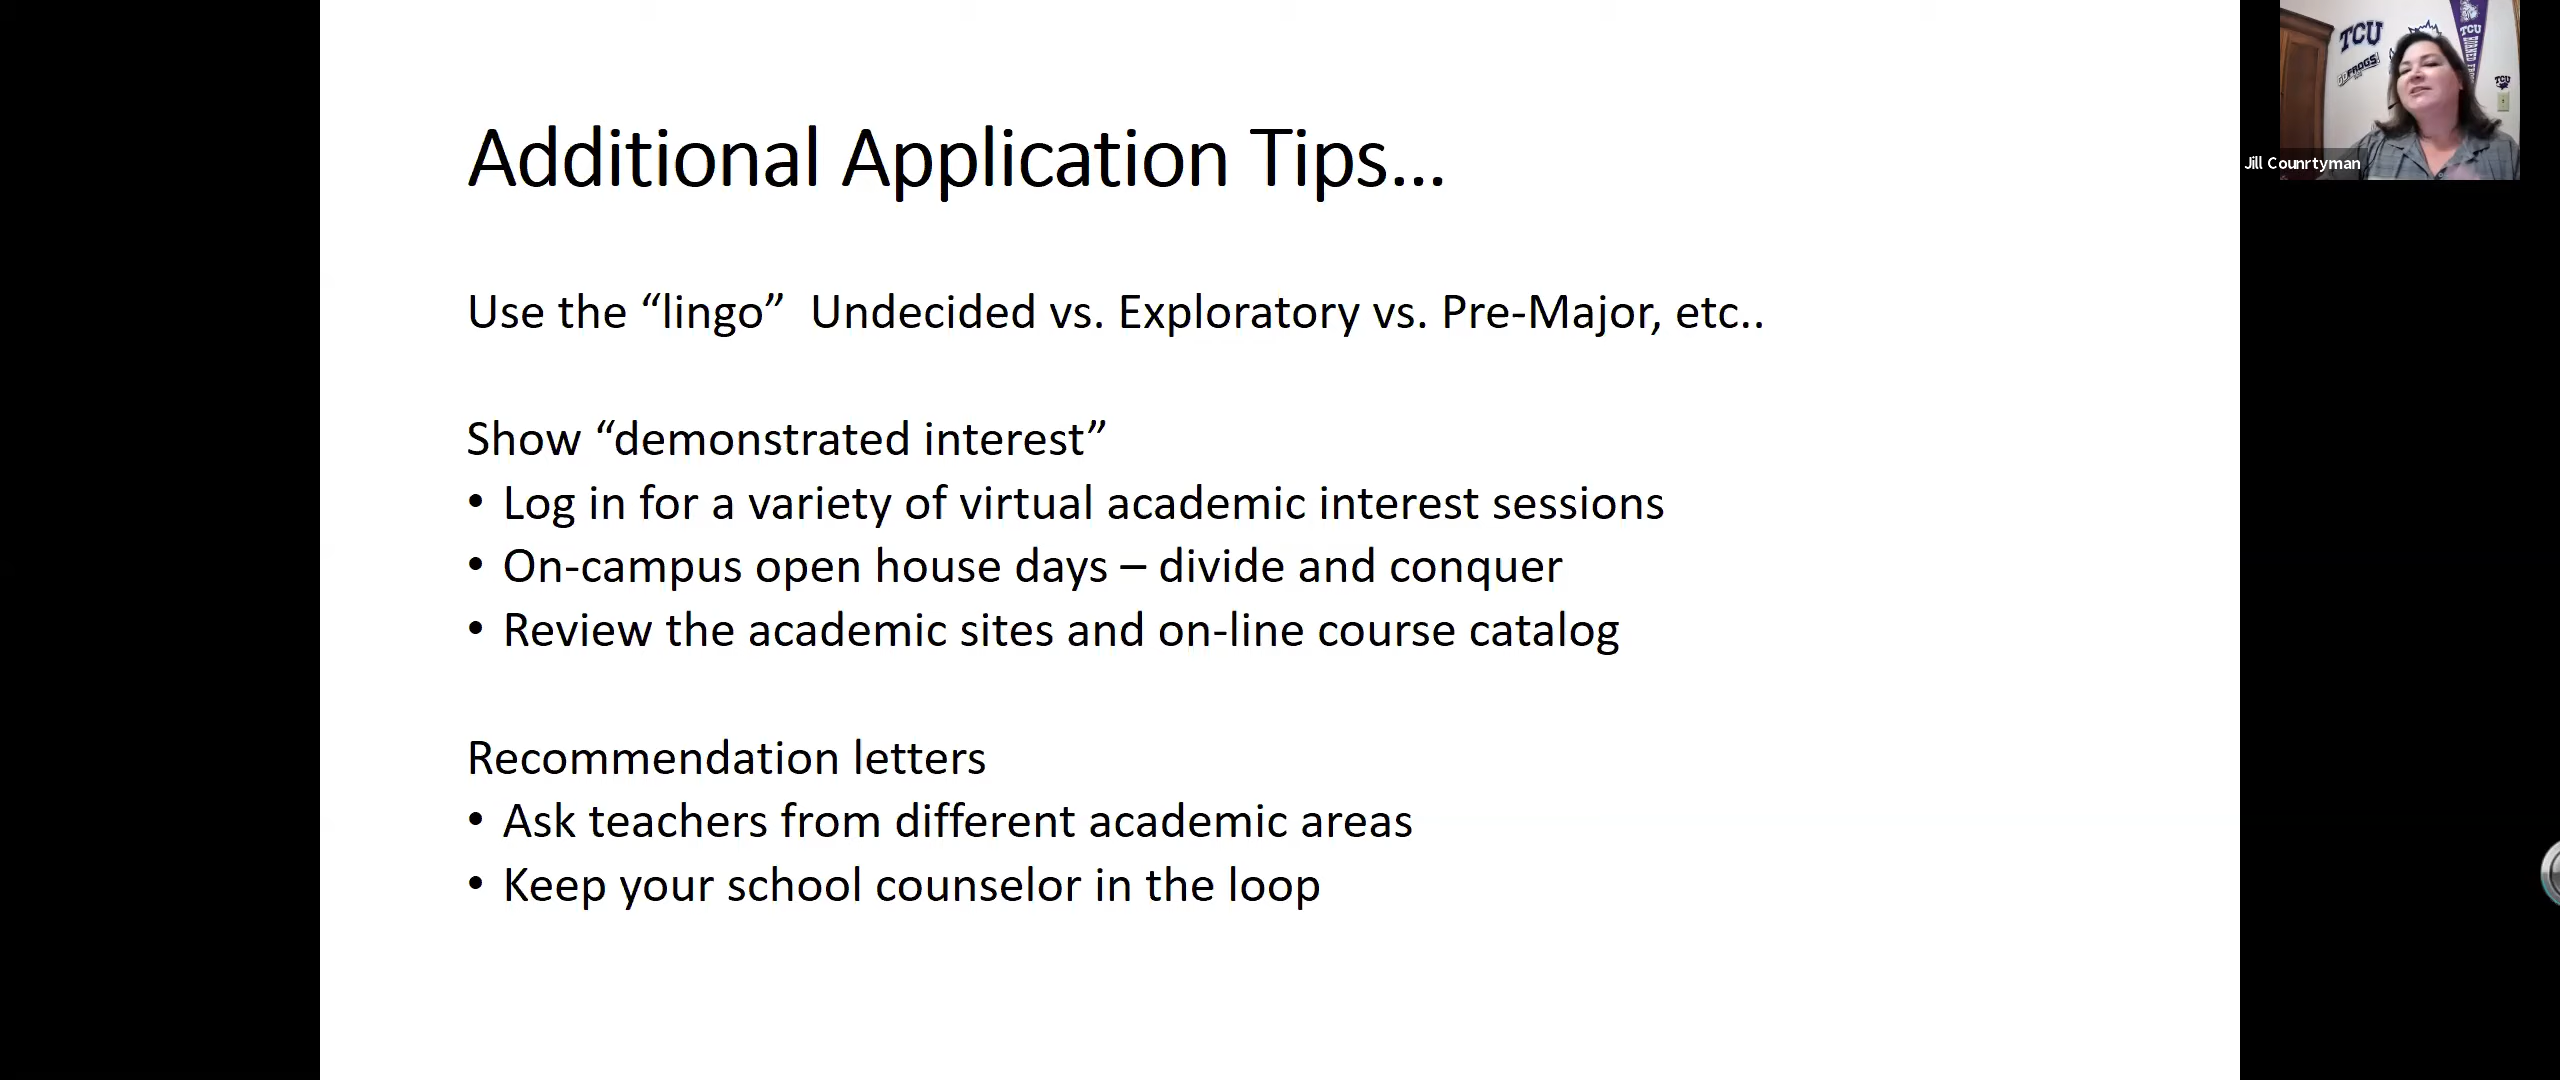 Additional Application Tips...
Use the “lingo”  Undecided vs. Exploratory vs. Pre-Major, etc..
Show “demonstrated interest”
• Log in for a variety of virtual academic interest sessions
• On-campus open house days – divide and conquer
• Review the academic sites and on-line course catalog
Recommendation letters
• Ask teachers from different academic areas
• Keep your school counselor in the loop
TCU
GO FROGS
TCU
TCU
Jill Counrtyman